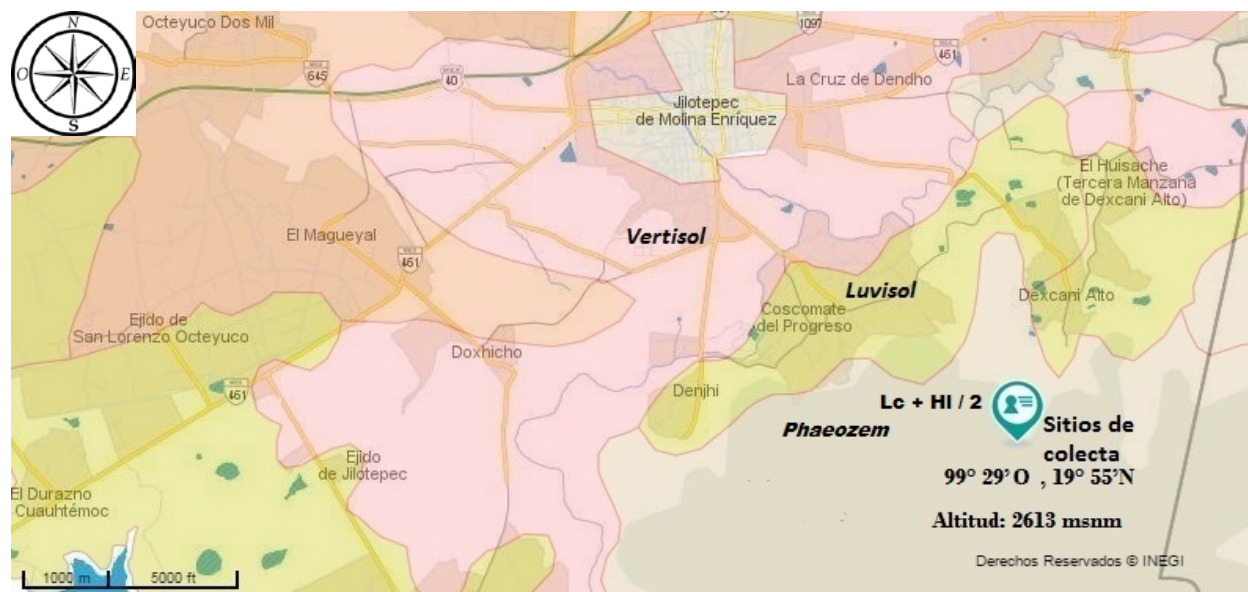 N
O
E
S
Octeyuco Dos Mil
645
40
1097
461
La Cruz de Dendho
Jilotepec
de Molina Enríquez
El Huisache
(Tercera Manzana
de Dexcani Alto)
El Magueyal
461
Vertisol
Luvisol
Dexcani Alto
Coscomate
del Progreso
Ejido de
San Lorenzo Octeyuco
Doxhicho
461
Denjhi
Lc + Hl / 2
Phaeozem
Sitios de
colecta
99° 29' O , 19° 55'N
Altitud: 2613 msnm
Ejido
de Jilotepec
El Durazno
Cuauhtémoc
1000 m
5000 ft
Derechos Reservados © INEGI